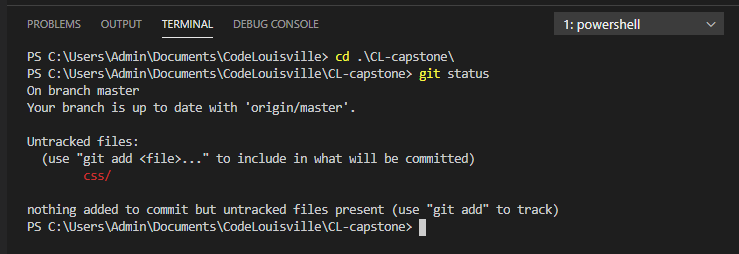 PROBLEMS OUTPUT TERMINAL DEBUG CONSOLE 1: powershell
PS C:\Users\Admin\Documents\CodeLouisville> cd .\CL-capstone\
PS C:\Users\Admin\Documents\CodeLouisville\CL-capstone> git status
On branch master
Your branch is up to date with 'origin/master'.
Untracked files:
(use "git add <file>..." to include in what will be committed)
css/
nothing added to commit but untracked files present (use "git add" to track)
PS C:\Users\Admin\Documents\CodeLouisville\CL-capstone>